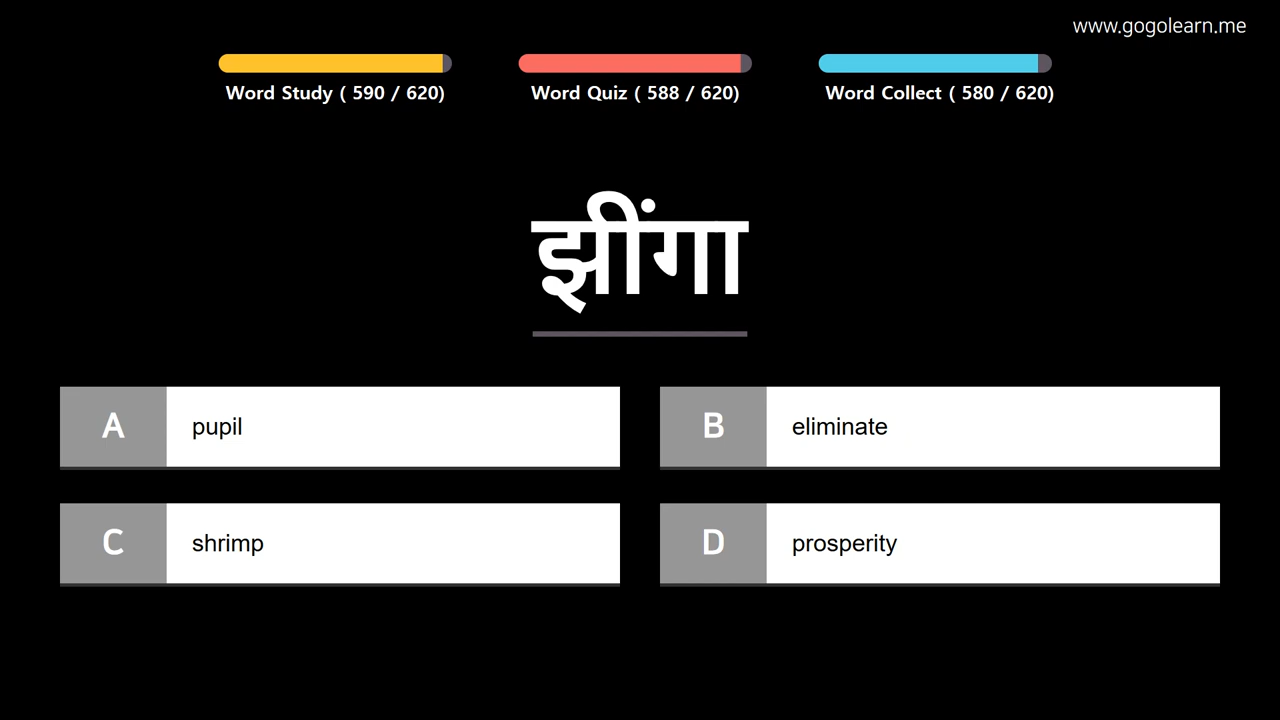 www.gogolearn.me
Word Study ( 590 / 620)
Word Quiz ( 588 / 620)
Word Collect ( 580 / 620)
झींगा
A pupil
B eliminate
C shrimp
D prosperity